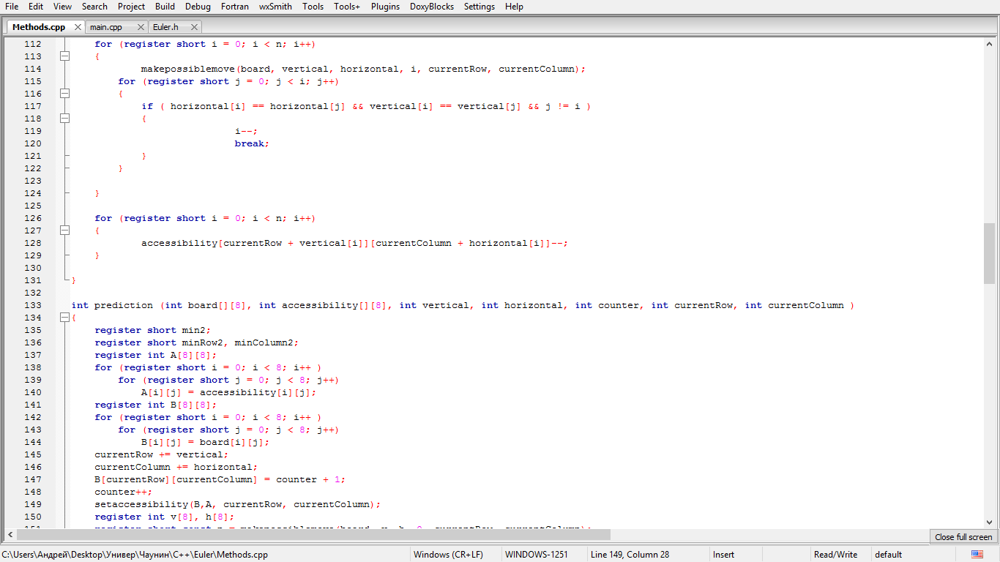 File Edit View Search Project Build Debug Fortran wxSmith Tools Tools+ Plugins DoxyBlocks Settings Help
Methods.cpp main.cpp Euler.h
112 for (register short i = 0; i < n; i++)
113 {
114 makepossiblemove(board, vertical, horizontal, i, currentRow, currentColumn);
115 for (register short j = 0; j < i; j++)
116 {
117 if ( horizontal[i] == horizontal[j] && vertical[i] == vertical[j] && j != i )
118 {
119 i--;
120 break;
121 }
122 }
123
124 }
125
126 for (register short i = 0; i < n; i++)
127 {
128 accessibility[currentRow + vertical[i]][currentColumn + horizontal[i]]--;
129 }
130
131 }
132
133 int prediction (int board[][8], int accessibility[][8], int vertical, int horizontal, int counter, int currentRow, int currentColumn )
134 {
135 register short min2;
136 register short minRow2, minColumn2;
137 register int A[8][8];
138 for (register short i = 0; i < 8; i++ )
139 for (register short j = 0; j < 8; j++)
140 A[i][j] = accessibility[i][j];
141 register int B[8][8];
142 for (register short i = 0; i < 8; i++ )
143 for (register short j = 0; j < 8; j++)
144 B[i][j] = board[i][j];
145 currentRow += vertical;
146 currentColumn += horizontal;
147 B[currentRow][currentColumn] = counter + 1;
148 counter++;
149 setaccessibility(B,A, currentRow, currentColumn);
150 register int v[8], h[8];
Close full screen
C:\Users\Андрей\Desktop\Универ\Чаунин\C++\Euler\Methods.cpp Windows (CR+LF) WINDOWS-1251 Line 149, Column 28 Insert Read/Write default